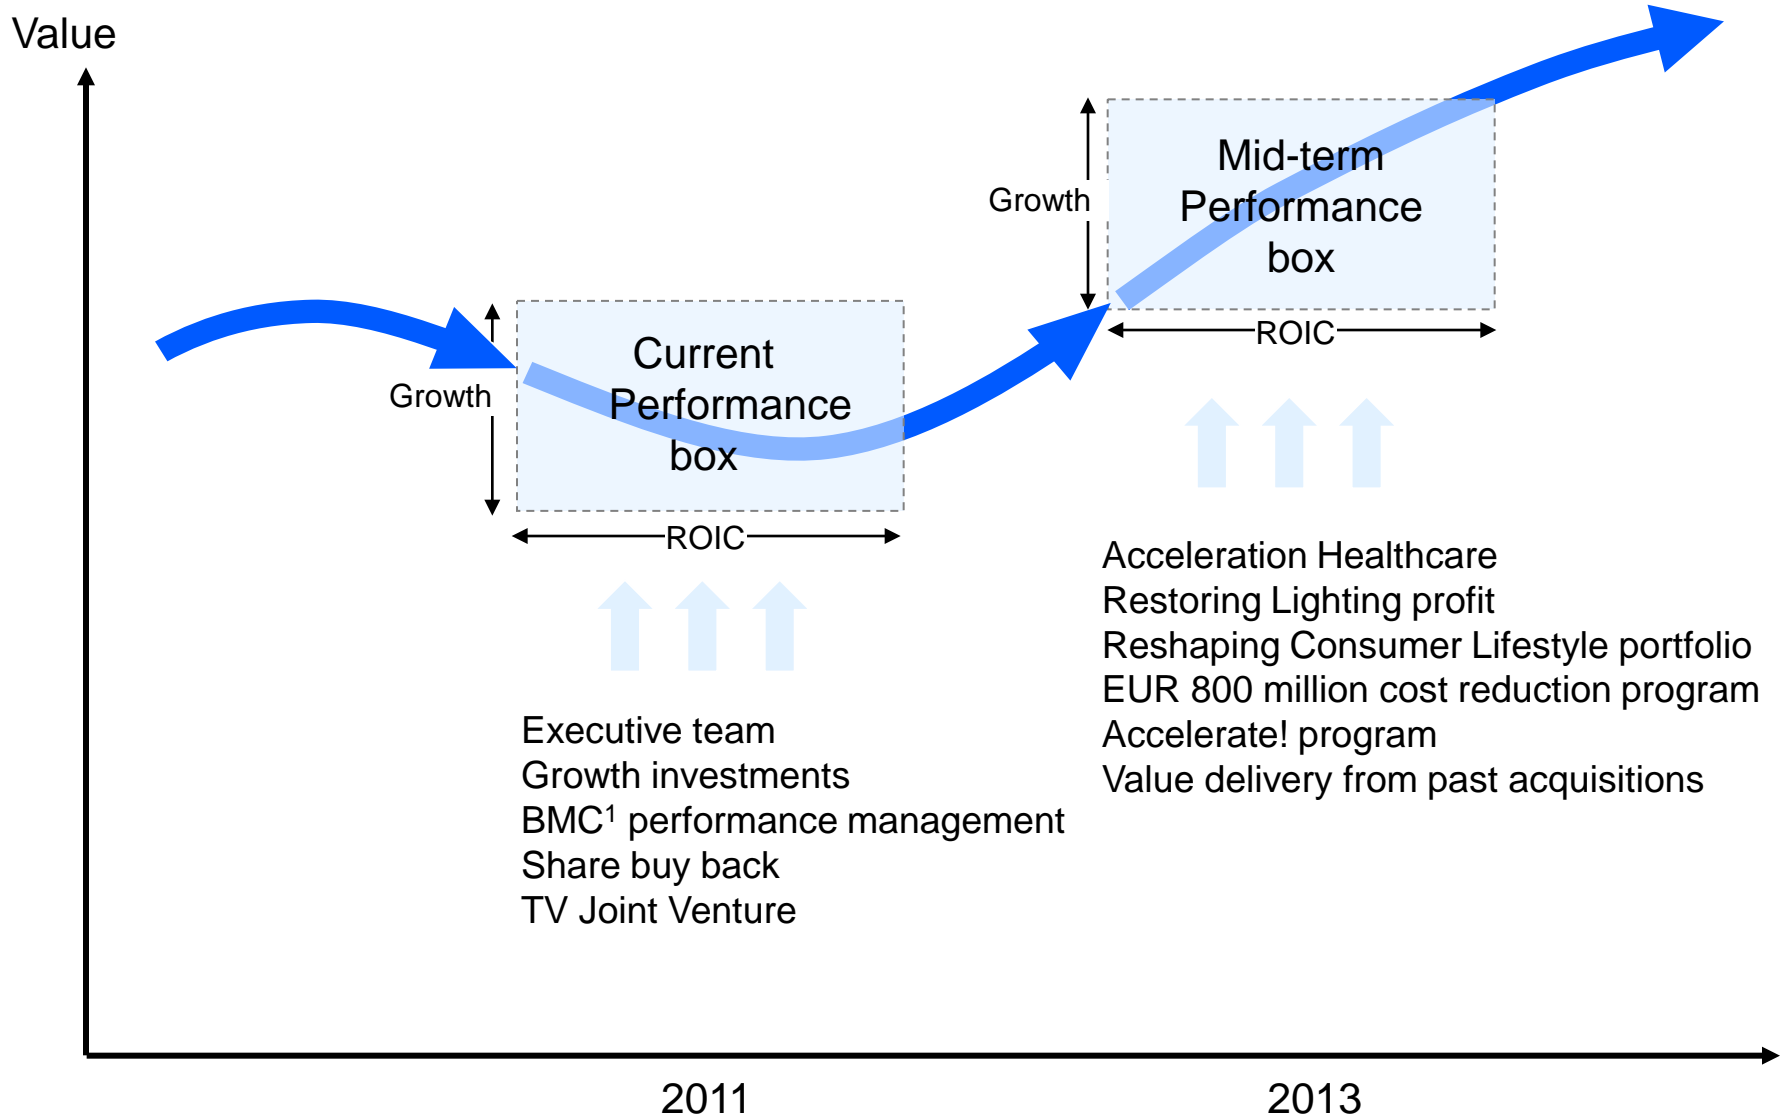 Value
Mid-term
Performance
box
Growth
ROIC
Current
Performance
box
Growth
ROIC
Executive team
Growth investments
BMC¹ performance management
Share buy back
TV Joint Venture
Acceleration Healthcare
Restoring Lighting profit
Reshaping Consumer Lifestyle portfolio
EUR 800 million cost reduction program
Accelerate! program
Value delivery from past acquisitions
2011
2013